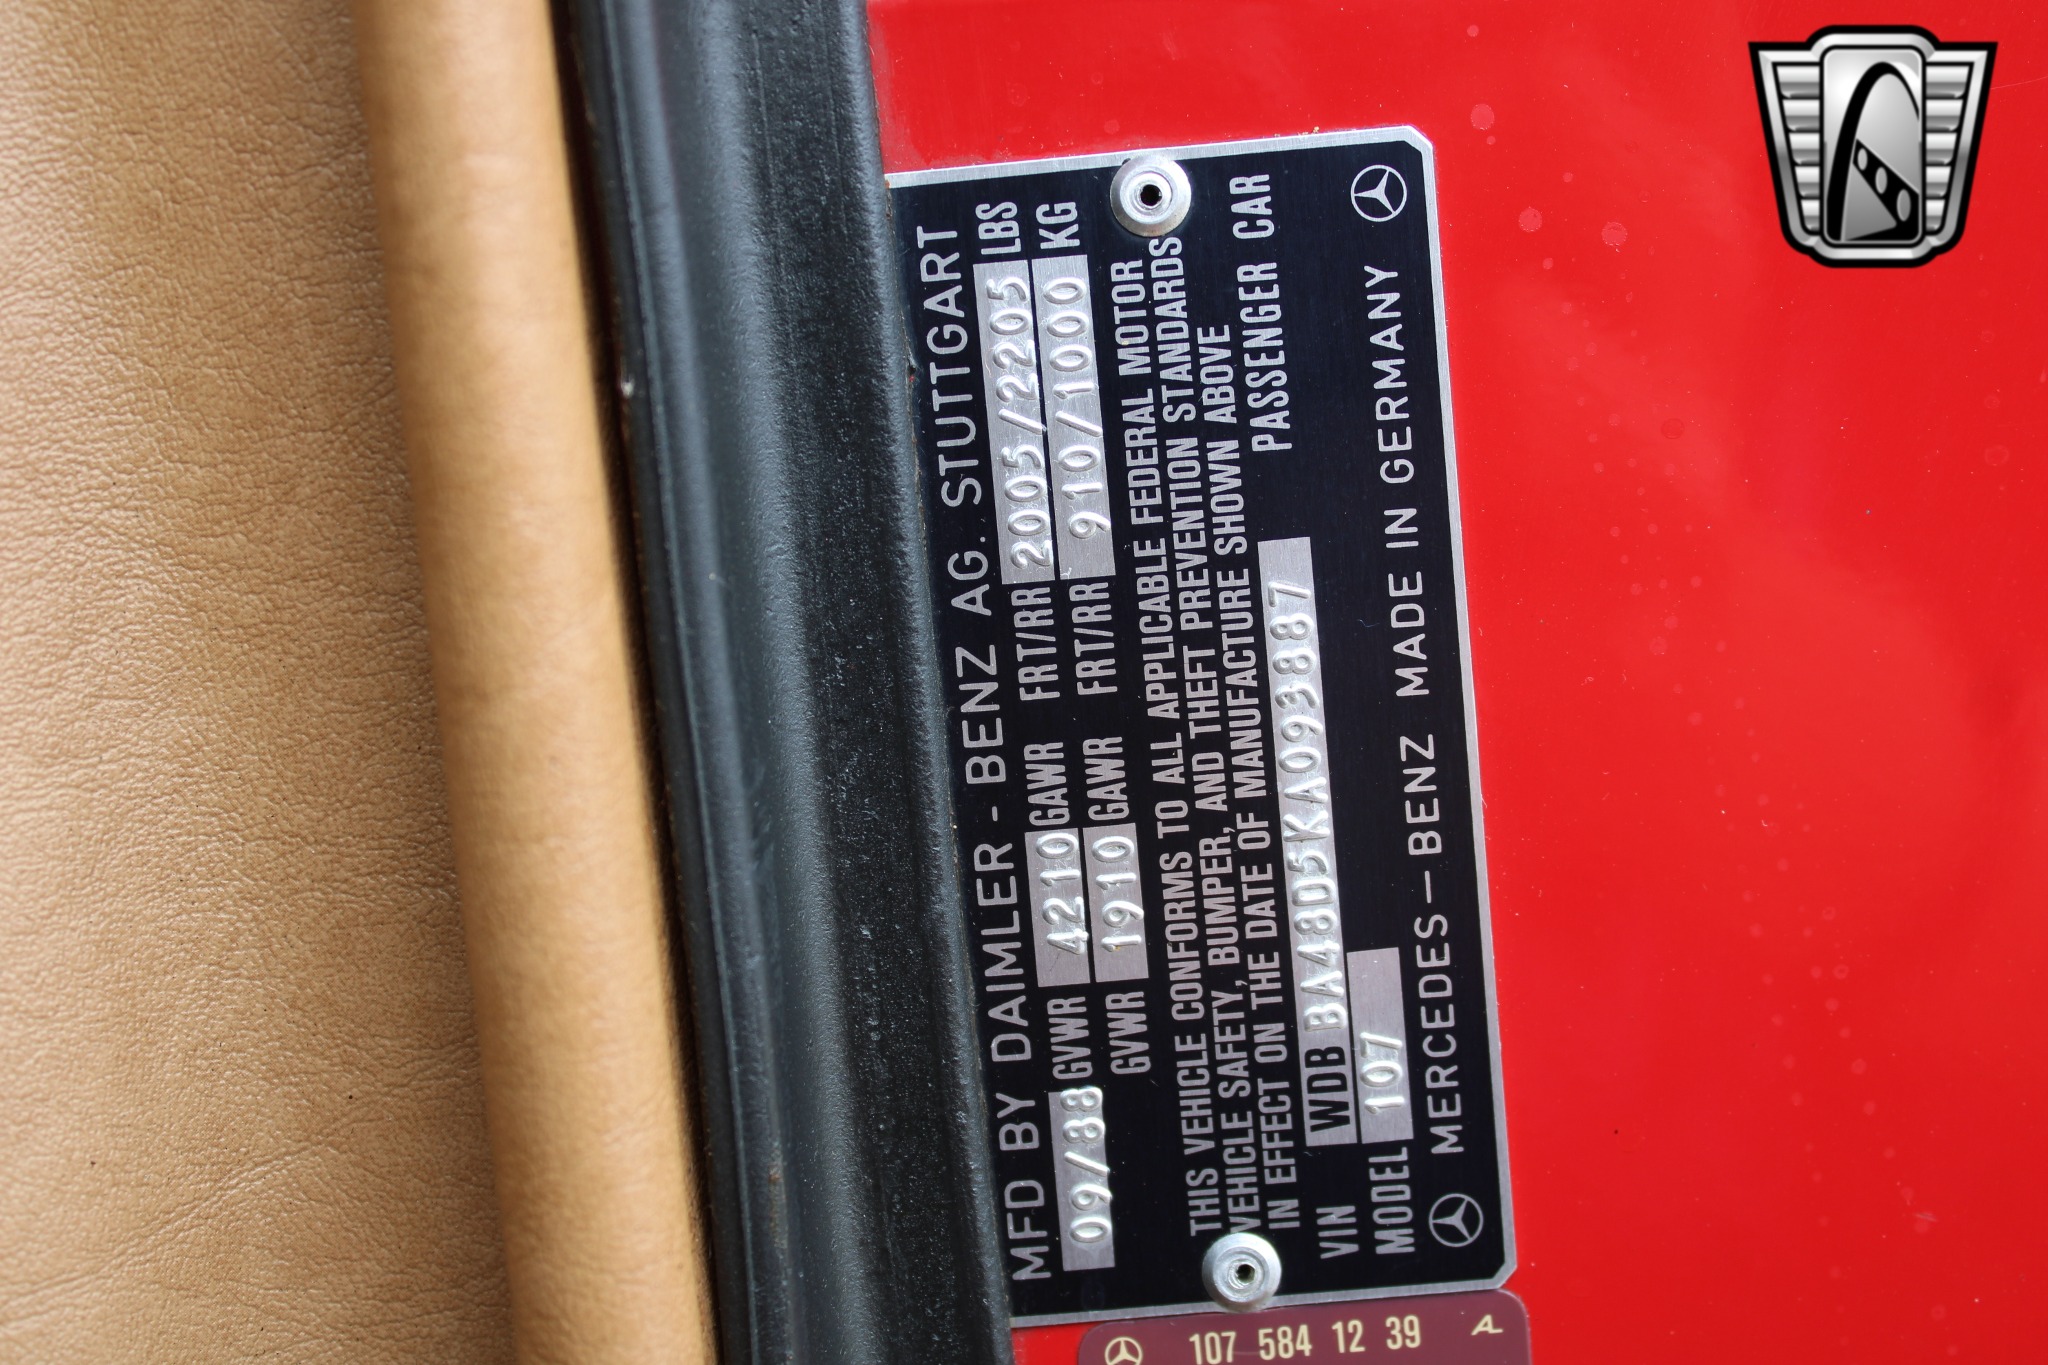 MFD BY DAIMLER - BENZ AG. STUTTGART
09/88 GVWR 4210 GAWR FRT/RR 2005/2205 LBS
GVWR 1910 GAWR FRT/RR 910/1000 KG
THIS VEHICLE CONFORMS TO ALL APPLICABLE FEDERAL MOTOR
VEHICLE SAFETY, BUMPER, AND THEFT PREVENTION STANDARDS
IN EFFECT ON THE DATE OF MANUFACTURE SHOWN ABOVE
VIN WDB BA48D5KA093887 PASSENGER CAR
MODEL 107
MERCEDES-BENZ MADE IN GERMANY
107 584 12 39 A